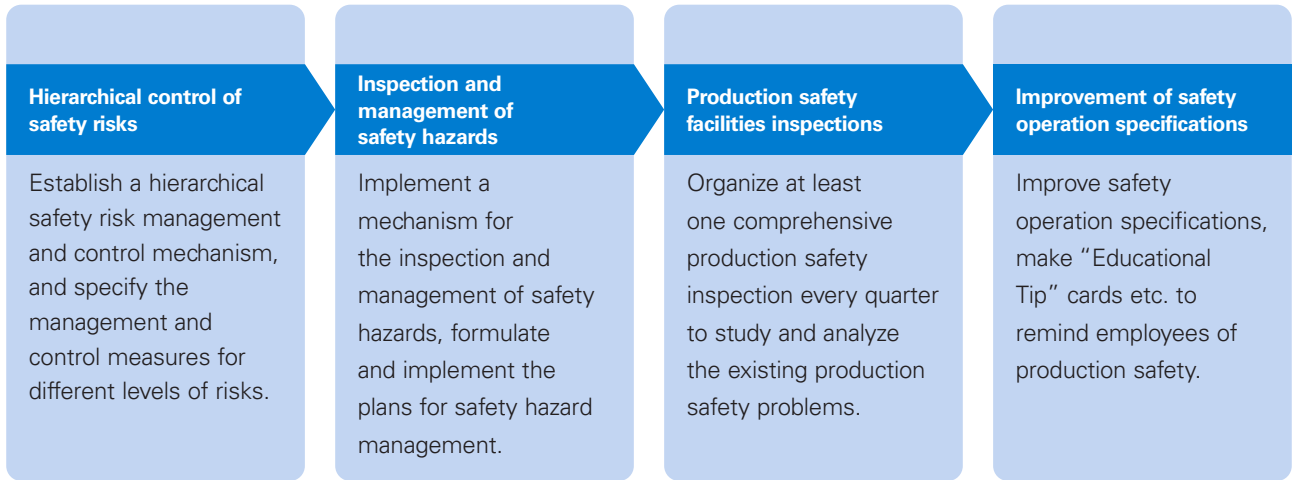 Hierarchical control of
safety risks
Establish a hierarchical
safety risk management
and control mechanism,
and specify the
management and
control measures for
different levels of risks.
Inspection and
management of
safety hazards
Implement a
mechanism for
the inspection and
management of safety
hazards, formulate
and implement the
plans for safety hazard
management.
Production safety
facilities inspections
Organize at least
one comprehensive
production safety
inspection every quarter
to study and analyze
the existing production
safety problems.
Improvement of safety
operation specifications
Improve safety
operation specifications,
make “Educational
Tip” cards etc. to
remind employees of
production safety.